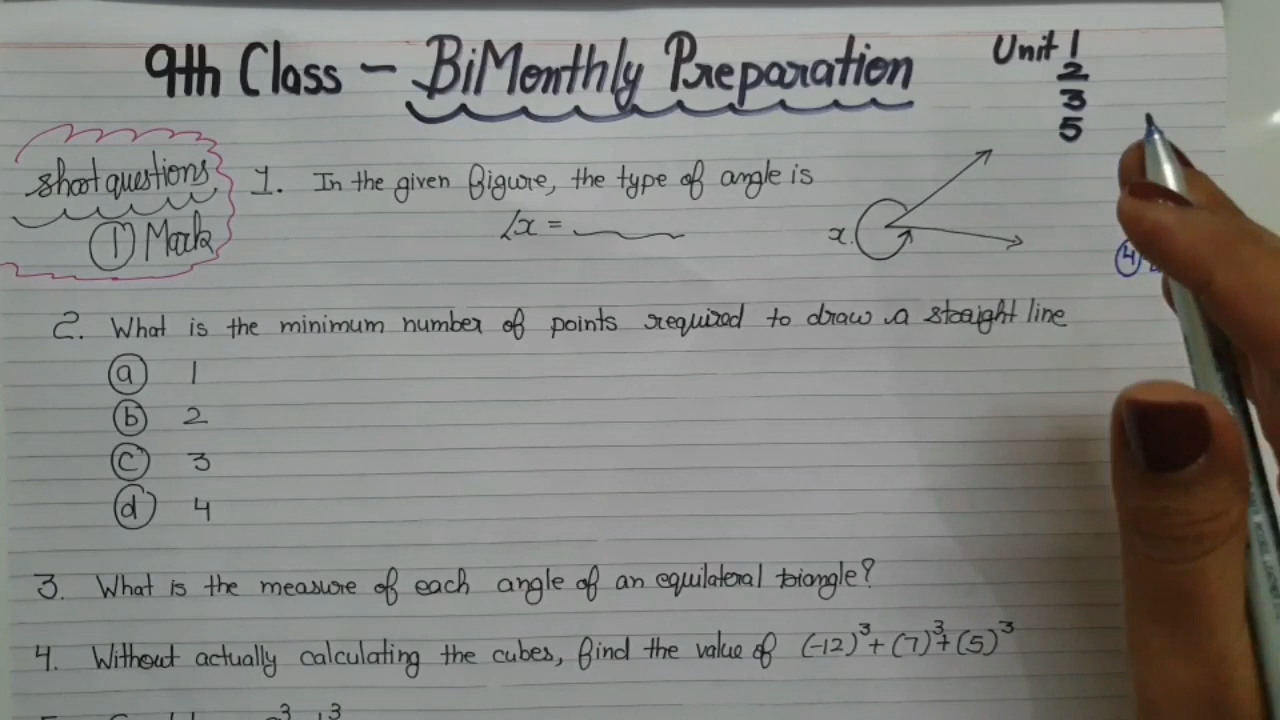 9th Class - BiMonthly Preparation
Unit 1
2
3
5
short questions
① Mark
1. In the given figure, the type of angle is
∠x = ______
x.
④
2. What is the minimum number of points required to draw a straight line
ⓐ 1
ⓑ 2
ⓒ 3
ⓓ 4
3. What is the measure of each angle of an equilateral triangle?
4. Without actually calculating the cubes, find the value of (-12)³+(7)³+(5)³